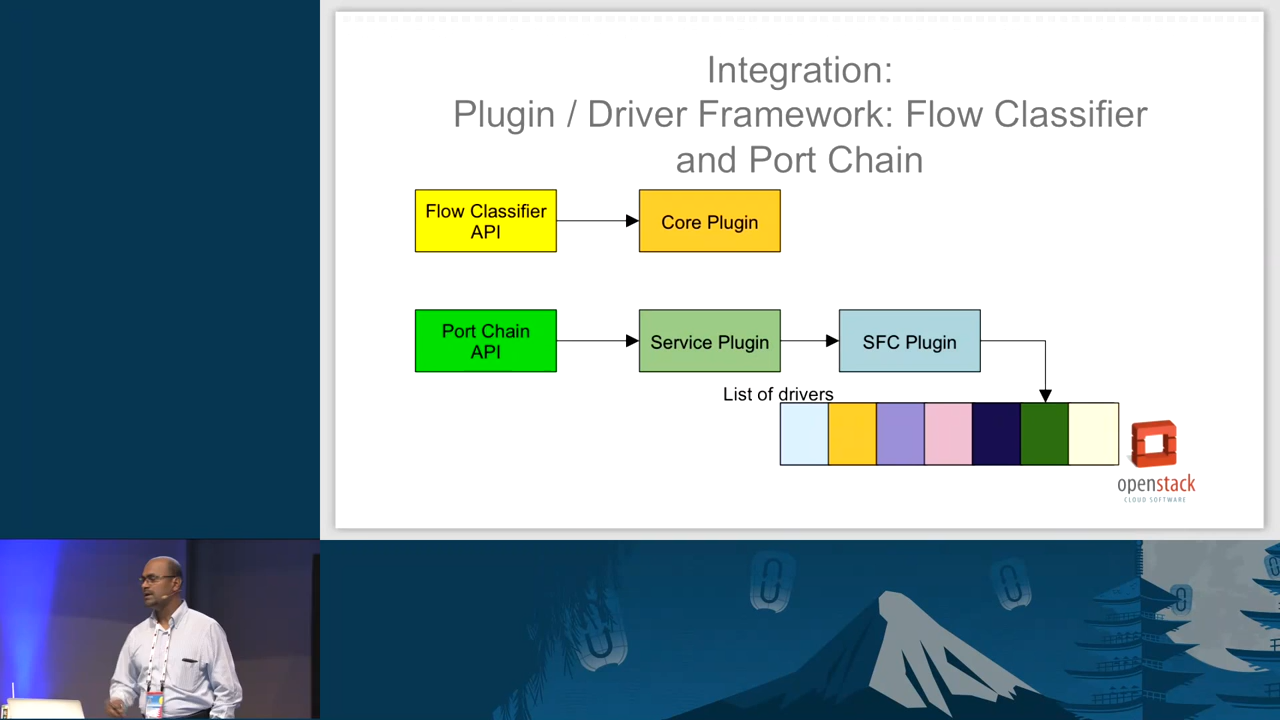 Integration:
Plugin / Driver Framework: Flow Classifier
and Port Chain
Flow Classifier
API
Core Plugin
Port Chain
API
Service Plugin
SFC Plugin
List of drivers
openstack
CLOUD SOFTWARE